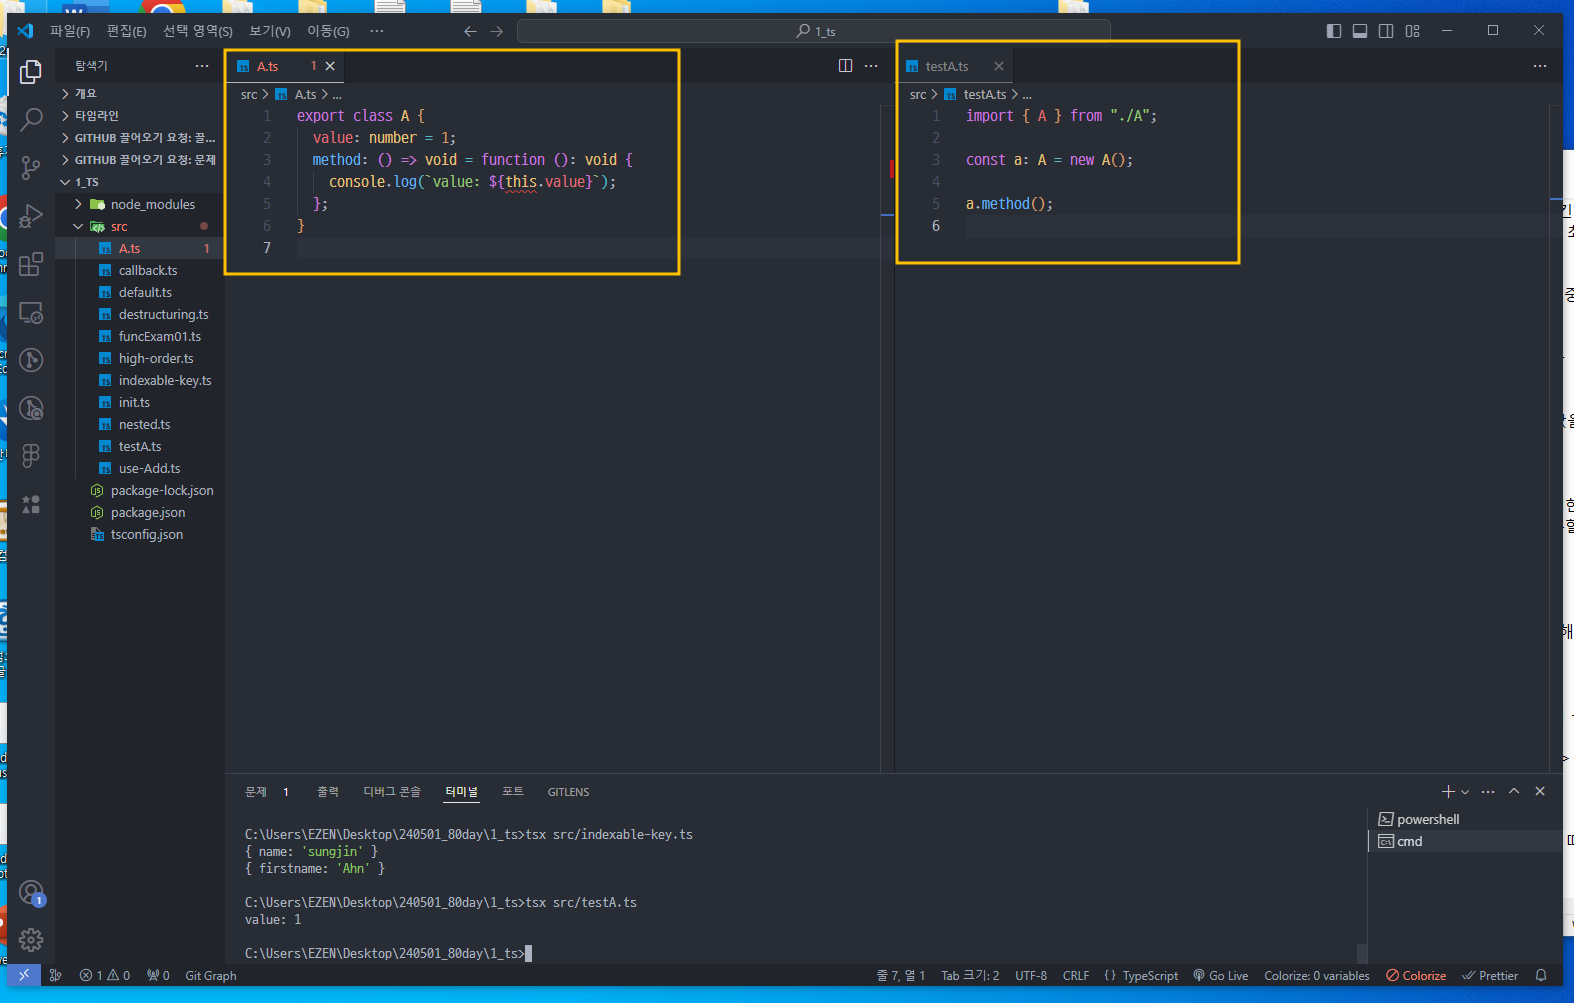 파일(F) 편집(E) 선택 영역(S) 보기(V) 이동(G) ··· 1_ts
탐색기 ···
개요
타임라인
GITHUB 끌어오기 요청: 끌...
GITHUB 끌어오기 요청: 문제
1_TS
node_modules
src
A.ts 1
callback.ts
default.ts
destructuring.ts
funcExam01.ts
high-order.ts
indexable-key.ts
init.ts
nested.ts
testA.ts
use-Add.ts
package-lock.json
package.json
tsconfig.json
A.ts 1
src > A.ts > ...
1 export class A {
2 value: number = 1;
3 method: () => void = function (): void {
4 console.log(`value: ${this.value}`);
5 };
6 }
7
testA.ts
src > testA.ts > ...
1 import { A } from "./A";
2
3 const a: A = new A();
4
5 a.method();
6
문제 1 출력 디버그 콘솔 터미널 포트 GITLENS
C:\Users\EZEN\Desktop\240501_80day\1_ts>tsx src/indexable-key.ts
{ name: 'sungjin' }
{ firstname: 'Ahn' }
C:\Users\EZEN\Desktop\240501_80day\1_ts>tsx src/testA.ts
value: 1
C:\Users\EZEN\Desktop\240501_80day\1_ts>
powershell
cmd
1
1 0 0 Git Graph 줄 7, 열 1 Tab 크기: 2 UTF-8 CRLF {} TypeScript Go Live Colorize: 0 variables Colorize Prettier